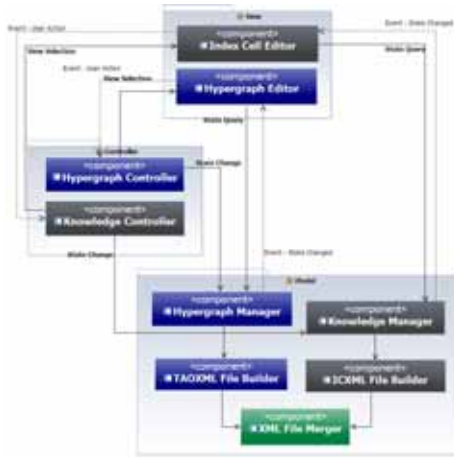 View
Event - User Action
Event - State Changed
«component»
Index Cell Editor
View Selection
State Query
Event - User Action
View Selection
«component»
Hypergraph Editor
State Query
Controller
«component»
Hypergraph Controller
State Change
«component»
Knowledge Controller
State Change
Event - State Changed
Model
«component»
Hypergraph Manager
«component»
Knowledge Manager
«component»
TAOXML File Builder
«component»
ICXML File Builder
«component»
XML File Merger